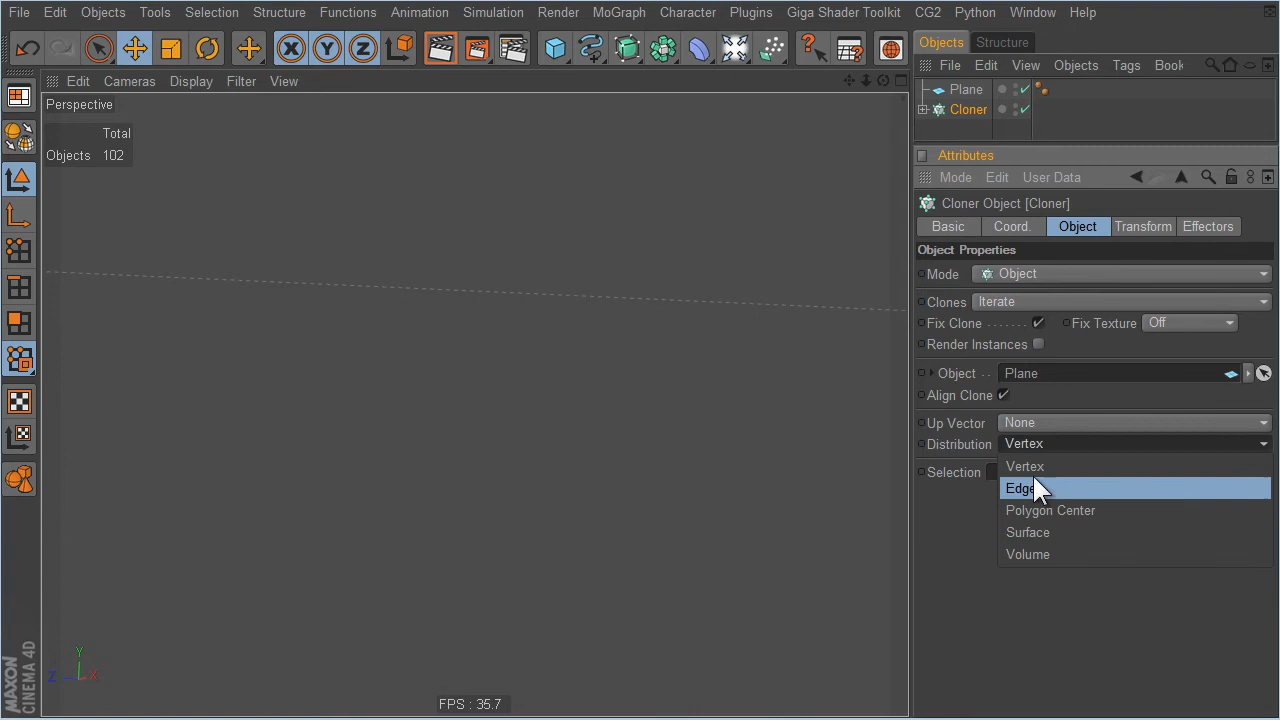 File Edit Objects Tools Selection Structure Functions Animation Simulation Render MoGraph Character Plugins Giga Shader Toolkit CG2 Python Window Help
Objects Structure
File Edit View Objects Tags Book
Edit Cameras Display Filter View
Perspective
Total
Objects 102
Plane
Cloner
Attributes
Mode Edit User Data
Cloner Object [Cloner]
Basic Coord. Object Transform Effectors
Object Properties
Mode Object
Clones Iterate
Fix Clone Fix Texture Off
Render Instances
Object Plane
Align Clone
Up Vector None
Distribution Vertex
Vertex
Selection
Edge
Polygon Center
Surface
Volume
X Y Z
Y
Z X
FPS : 35.7
MAXON
CINEMA 4D